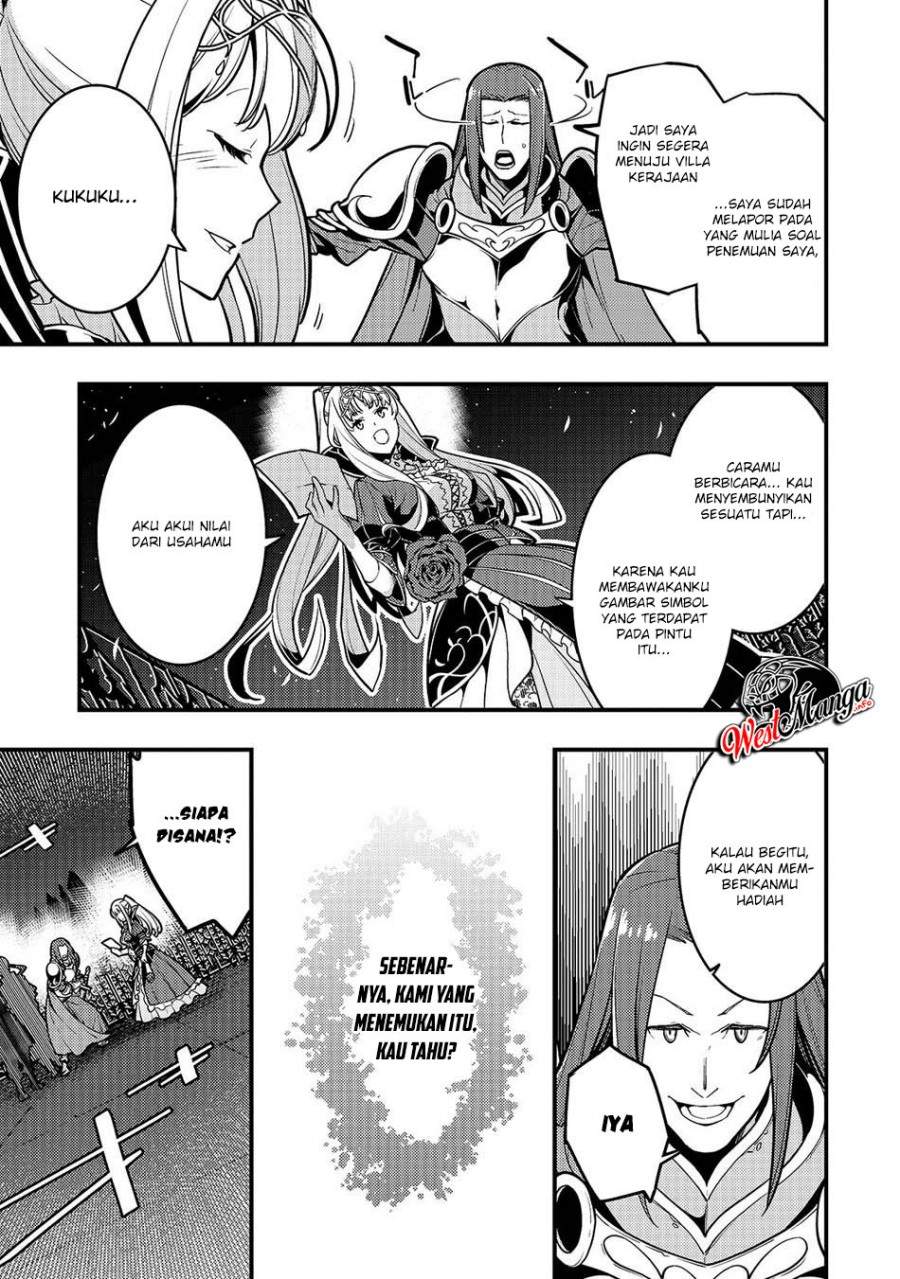 ...SAYA SUDAH
MELAPOR PADA
YANG MULIA SOAL
PENEMUAN SAYA,
JADI SAYA
INGIN SEGERA
MENUJU VILLA
KERAJAAN
KUKUKU...
CARAMU
BERBICARA... KAU
MENYEMBUNYIKAN
SESUATU TAPI...
KARENA KAU
MEMBAWAKANKU
GAMBAR SIMBOL
YANG TERDAPAT
PADA PINTU
ITU...
AKU AKUI NILAI
DARI USAHAMU
WestManga
.info
KALAU BEGITU,
AKU AKAN MEM-
BERIKANMU
HADIAH
IYA
SEBENAR-
NYA, KAMI YANG
MENEMUKAN ITU,
KAU TAHU?
...SIAPA
DISANA!?